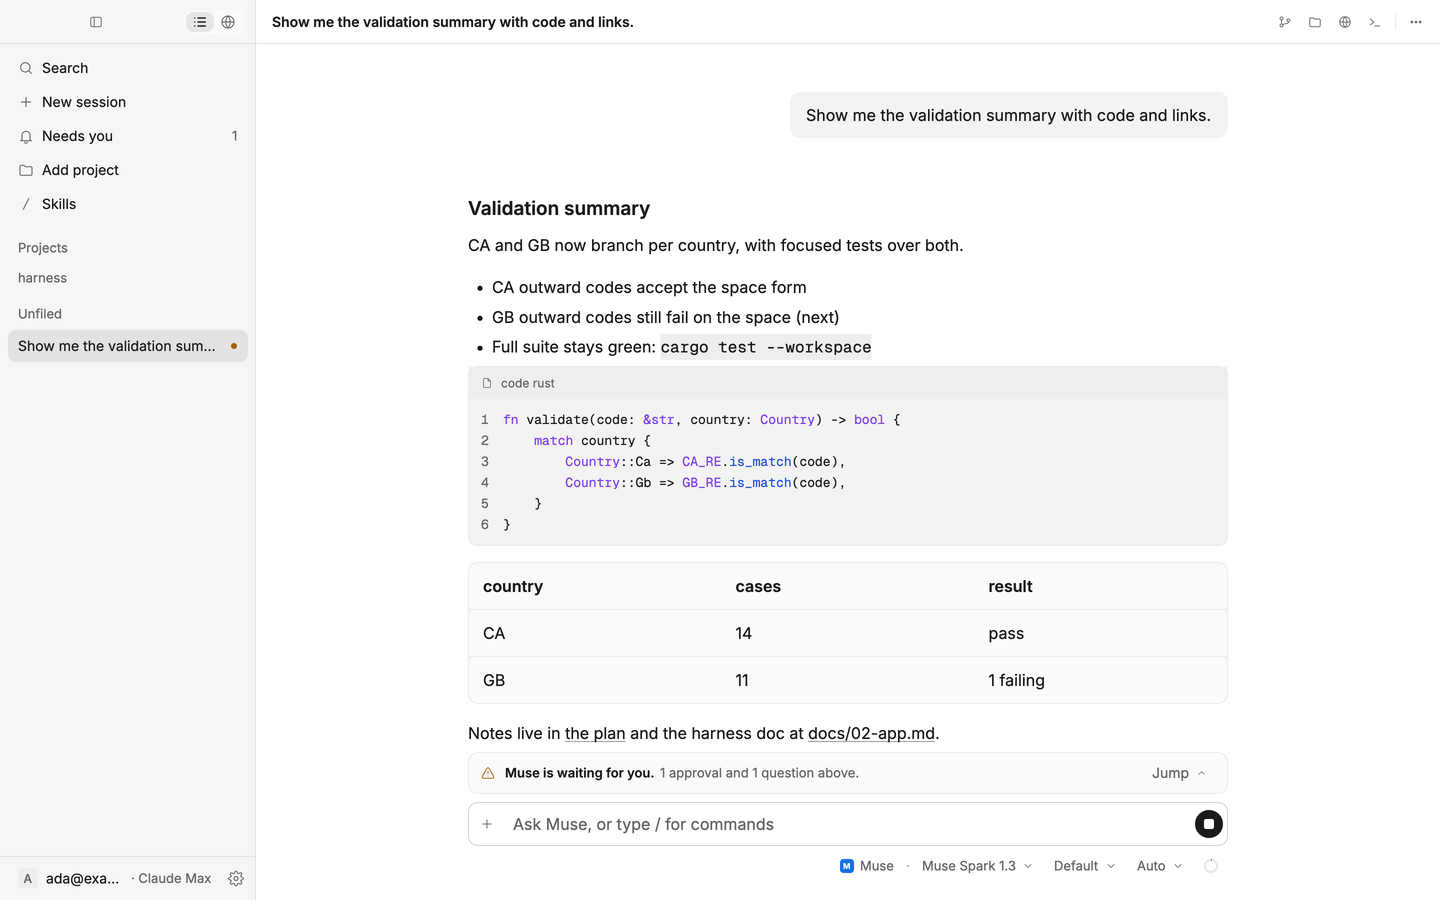 Show me the validation summary with code and links.
Search
New session
Needs you 1
Add project
Skills
Projects
harness
Unfiled
Show me the validation sum...
A ada@exa... · Claude Max
Show me the validation summary with code and links.
Validation summary
CA and GB now branch per country, with focused tests over both.
• CA outward codes accept the space form
• GB outward codes still fail on the space (next)
• Full suite stays green: cargo test --workspace
code rust
1 fn validate(code: &str, country: Country) -> bool {
2     match country {
3         Country::Ca => CA_RE.is_match(code),
4         Country::Gb => GB_RE.is_match(code),
5     }
6 }
country cases result
CA 14 pass
GB 11 1 failing
Notes live in the plan and the harness doc at docs/02-app.md.
Muse is waiting for you. 1 approval and 1 question above. Jump
Ask Muse, or type / for commands
M Muse · Muse Spark 1.3 Default Auto